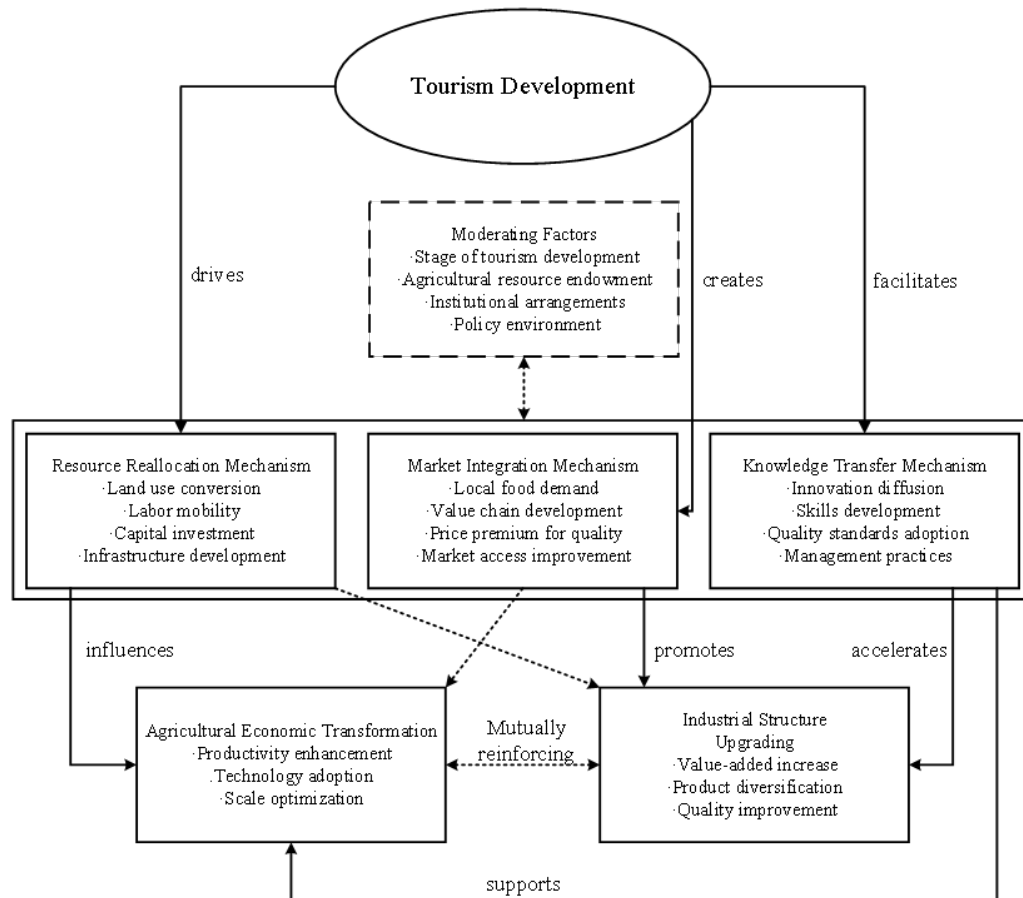 Tourism Development
Moderating Factors
·Stage of tourism development
·Agricultural resource endowment
·Institutional arrangements
·Policy environment
drives
creates
facilitates
Resource Reallocation Mechanism
·Land use conversion
·Labor mobility
·Capital investment
·Infrastructure development
Market Integration Mechanism
·Local food demand
·Value chain development
·Price premium for quality
·Market access improvement
Knowledge Transfer Mechanism
·Innovation diffusion
·Skills development
·Quality standards adoption
·Management practices
influences
promotes
accelerates
Agricultural Economic Transformation
·Productivity enhancement
.Technology adoption
·Scale optimization
Mutually
reinforcing
Industrial Structure
Upgrading
·Value-added increase
·Product diversification
·Quality improvement
supports